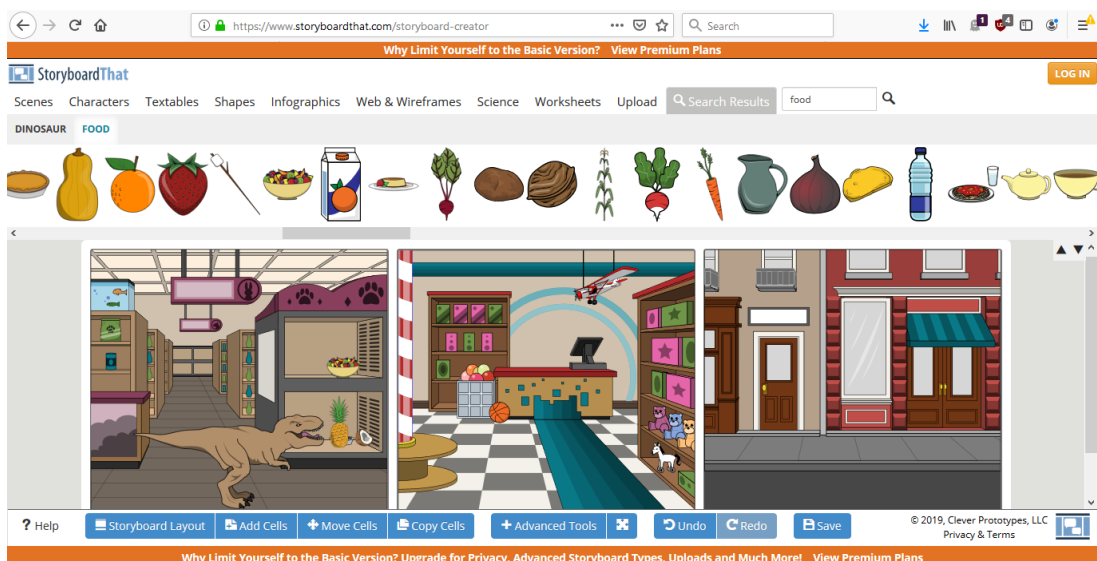 https://www.storyboardthat.com/storyboard-creator
Search
1
4
Why Limit Yourself to the Basic Version? View Premium Plans
StoryboardThat
LOG IN
Scenes Characters Textables Shapes Infographics Web & Wireframes Science Worksheets Upload Search Results food
DINOSAUR FOOD
? Help Storyboard Layout Add Cells Move Cells Copy Cells Advanced Tools Undo Redo Save
© 2019, Clever Prototypes, LLC
Privacy & Terms
Why Limit Yourself to the Basic Version? Upgrade for Privacy, Advanced Storyboard Types, Uploads and Much More! View Premium Plans